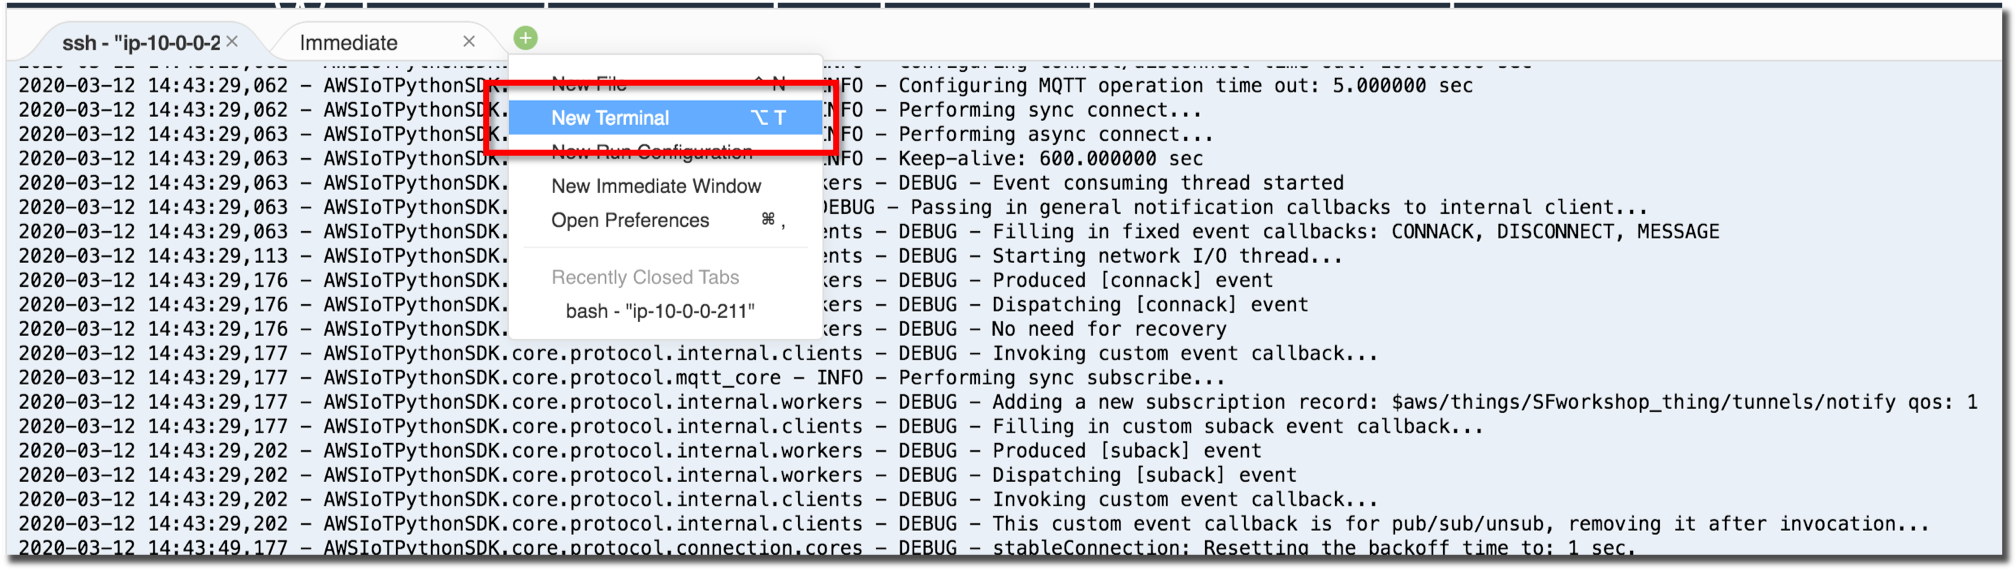 ssh - "ip-10-0-0-2 × Immediate ×
2020-03-12 14:43:29,062 – AWSIoTPythonSDK. INFO – Configuring MQTT operation time out: 5.000000 sec
2020-03-12 14:43:29,062 – AWSIoTPythonSDK. INFO – Performing sync connect...
2020-03-12 14:43:29,063 – AWSIoTPythonSDK. INFO – Performing async connect...
2020-03-12 14:43:29,063 – AWSIoTPythonSDK. INFO – Keep-alive: 600.000000 sec
2020-03-12 14:43:29,063 – AWSIoTPythonSDK. kers – DEBUG – Event consuming thread started
2020-03-12 14:43:29,063 – AWSIoTPythonSDK. DEBUG – Passing in general notification callbacks to internal client...
2020-03-12 14:43:29,063 – AWSIoTPythonSDK. nts – DEBUG – Filling in fixed event callbacks: CONNACK, DISCONNECT, MESSAGE
2020-03-12 14:43:29,113 – AWSIoTPythonSDK. nts – DEBUG – Starting network I/O thread...
2020-03-12 14:43:29,176 – AWSIoTPythonSDK. kers – DEBUG – Produced [connack] event
2020-03-12 14:43:29,176 – AWSIoTPythonSDK. kers – DEBUG – Dispatching [connack] event
2020-03-12 14:43:29,176 – AWSIoTPythonSDK. kers – DEBUG – No need for recovery
2020-03-12 14:43:29,177 – AWSIoTPythonSDK.core.protocol.internal.clients – DEBUG – Invoking custom event callback...
2020-03-12 14:43:29,177 – AWSIoTPythonSDK.core.protocol.mqtt_core – INFO – Performing sync subscribe...
2020-03-12 14:43:29,177 – AWSIoTPythonSDK.core.protocol.internal.workers – DEBUG – Adding a new subscription record: $aws/things/SFworkshop_thing/tunnels/notify qos: 1
2020-03-12 14:43:29,177 – AWSIoTPythonSDK.core.protocol.internal.clients – DEBUG – Filling in custom suback event callback...
2020-03-12 14:43:29,202 – AWSIoTPythonSDK.core.protocol.internal.workers – DEBUG – Produced [suback] event
2020-03-12 14:43:29,202 – AWSIoTPythonSDK.core.protocol.internal.workers – DEBUG – Dispatching [suback] event
2020-03-12 14:43:29,202 – AWSIoTPythonSDK.core.protocol.internal.clients – DEBUG – Invoking custom event callback...
2020-03-12 14:43:29,202 – AWSIoTPythonSDK.core.protocol.internal.clients – DEBUG – This custom event callback is for pub/sub/unsub, removing it after invocation...
2020-03-12 14:43:49,177 – AWSIoTPythonSDK.core.protocol.connection.cores – DEBUG – stableConnection: Resetting the backoff time to: 1 sec.
New File ^ N
New Terminal ⌥ T
New Run Configuration
New Immediate Window
Open Preferences ⌘ ,
Recently Closed Tabs
bash - "ip-10-0-0-211"